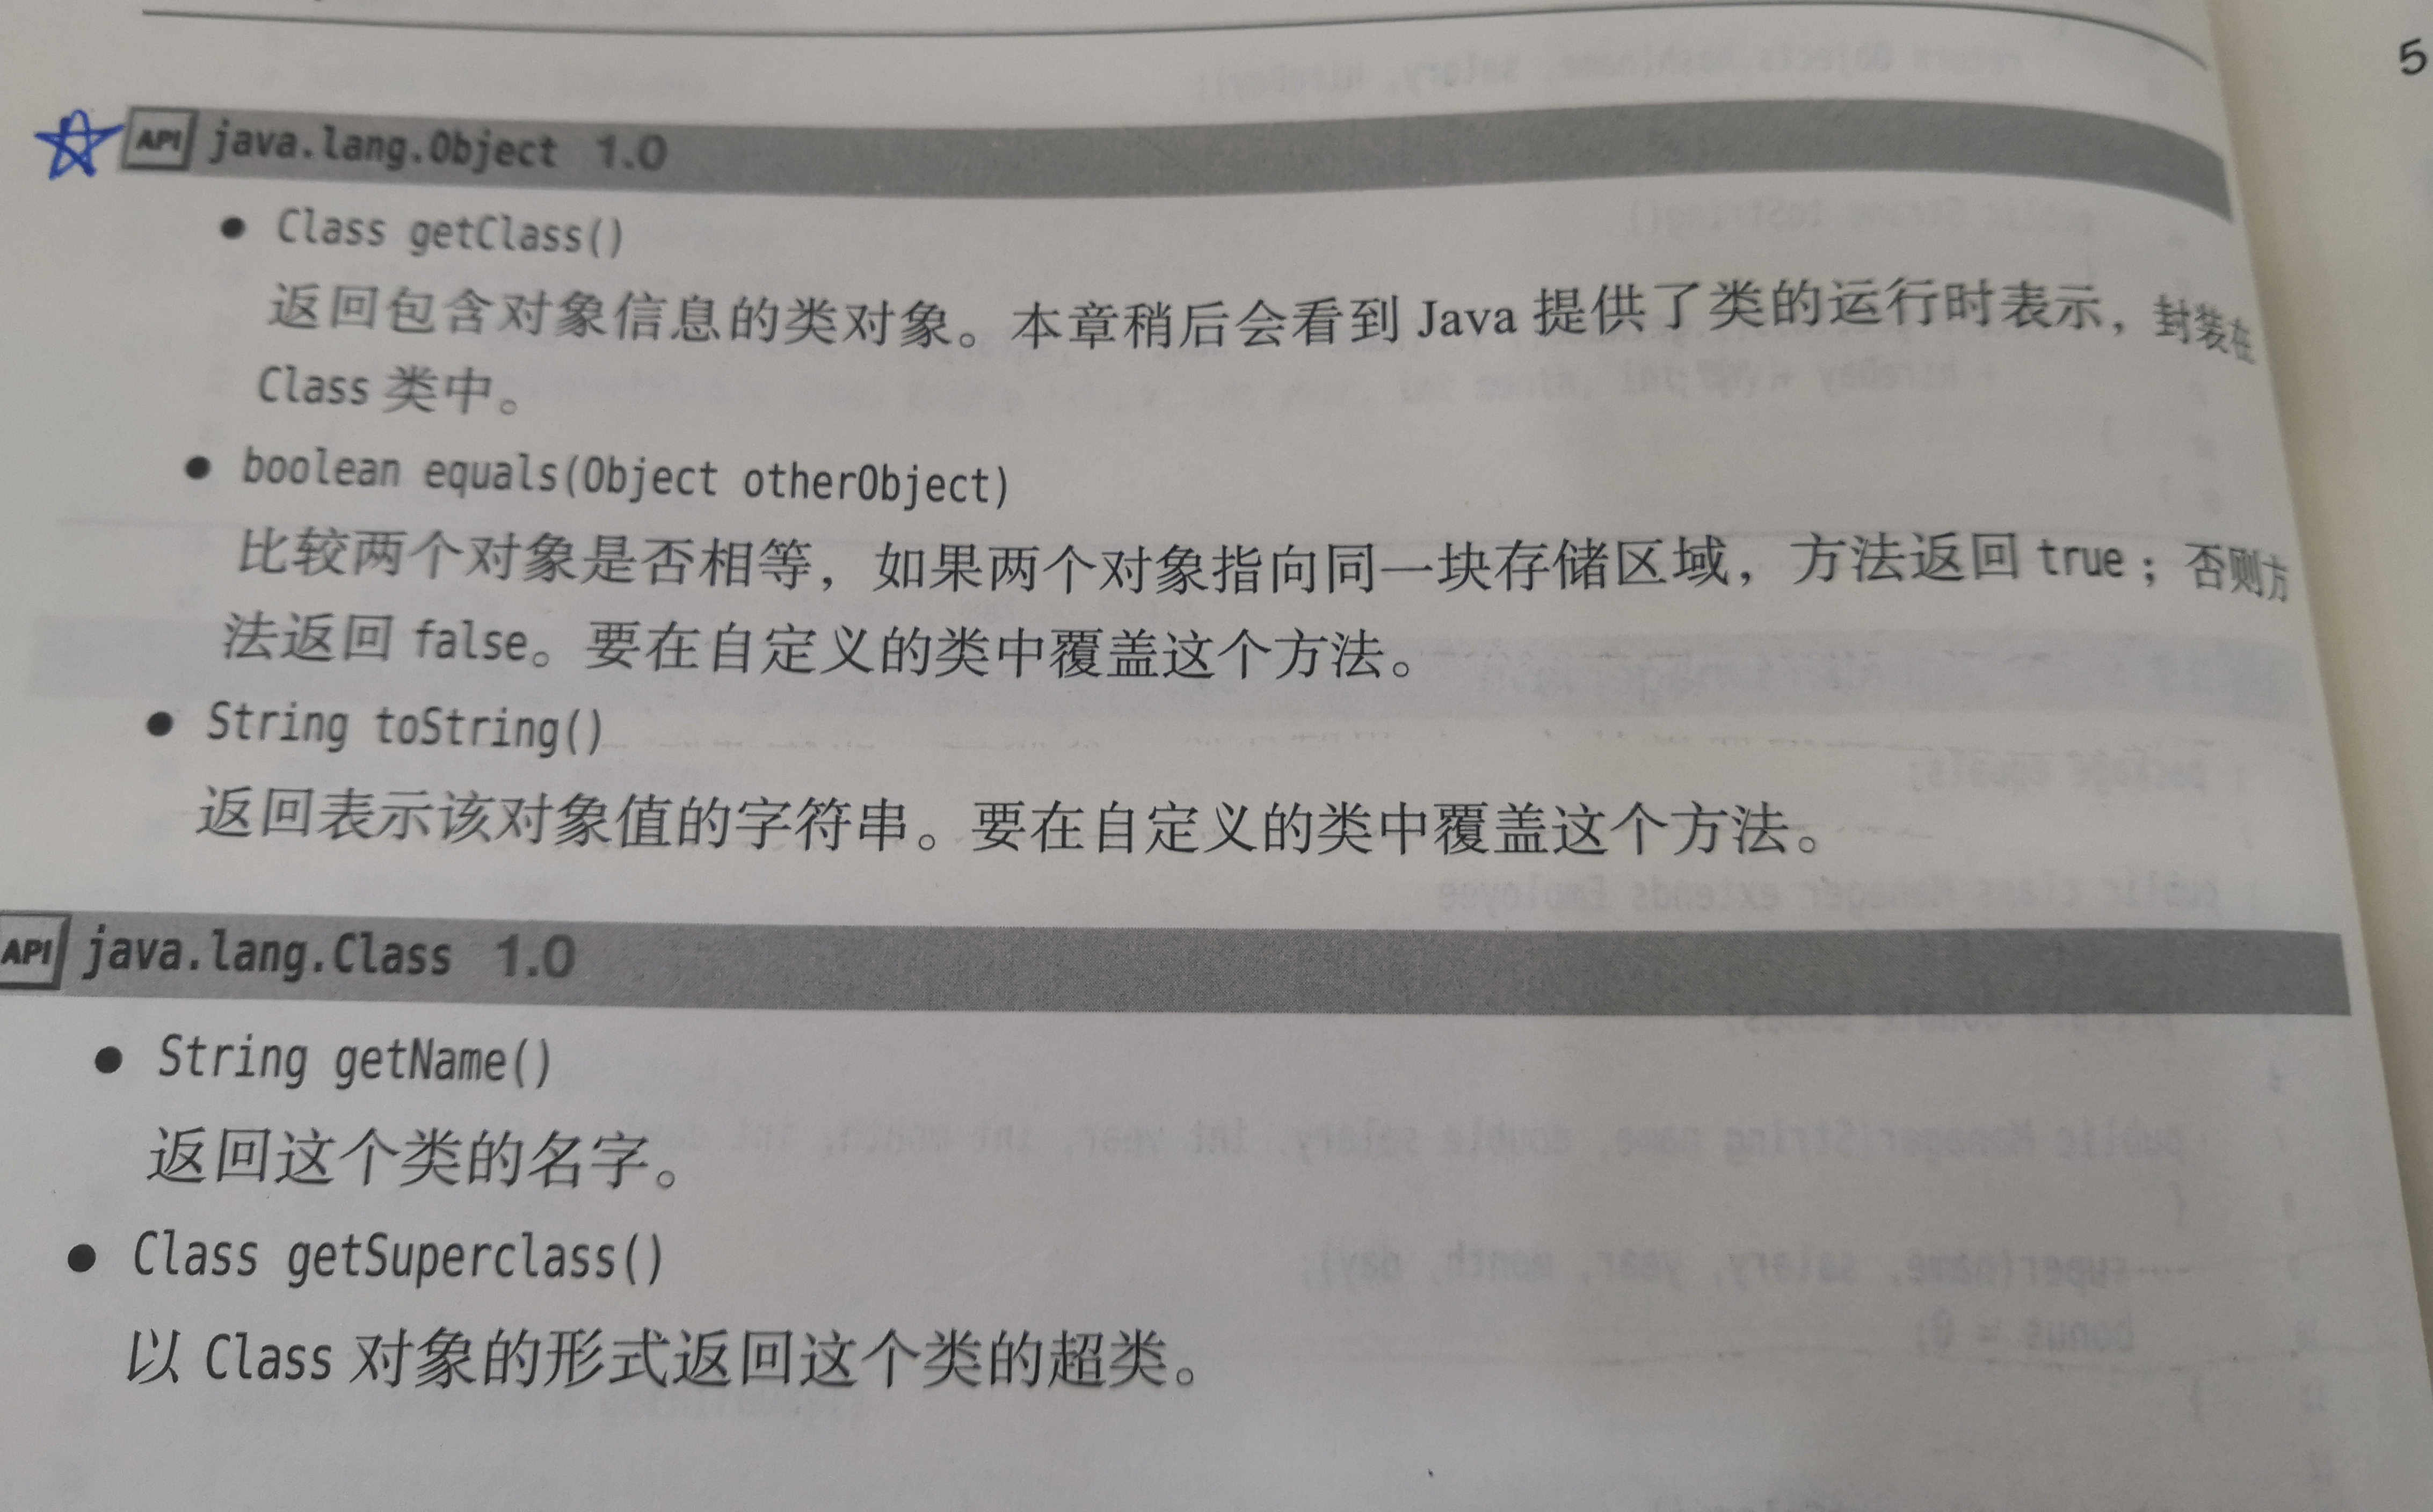 5
API java.lang.Object 1.0
• Class getClass()
返回包含对象信息的类对象。本章稍后会看到 Java 提供了类的运行时表示，封装在
Class 类中。
• boolean equals(Object otherObject)
比较两个对象是否相等，如果两个对象指向同一块存储区域，方法返回 true；否则方
法返回 false。要在自定义的类中覆盖这个方法。
• String toString()
返回表示该对象值的字符串。要在自定义的类中覆盖这个方法。
API java.lang.Class 1.0
• String getName()
返回这个类的名字。
• Class getSuperclass()
以 Class 对象的形式返回这个类的超类。